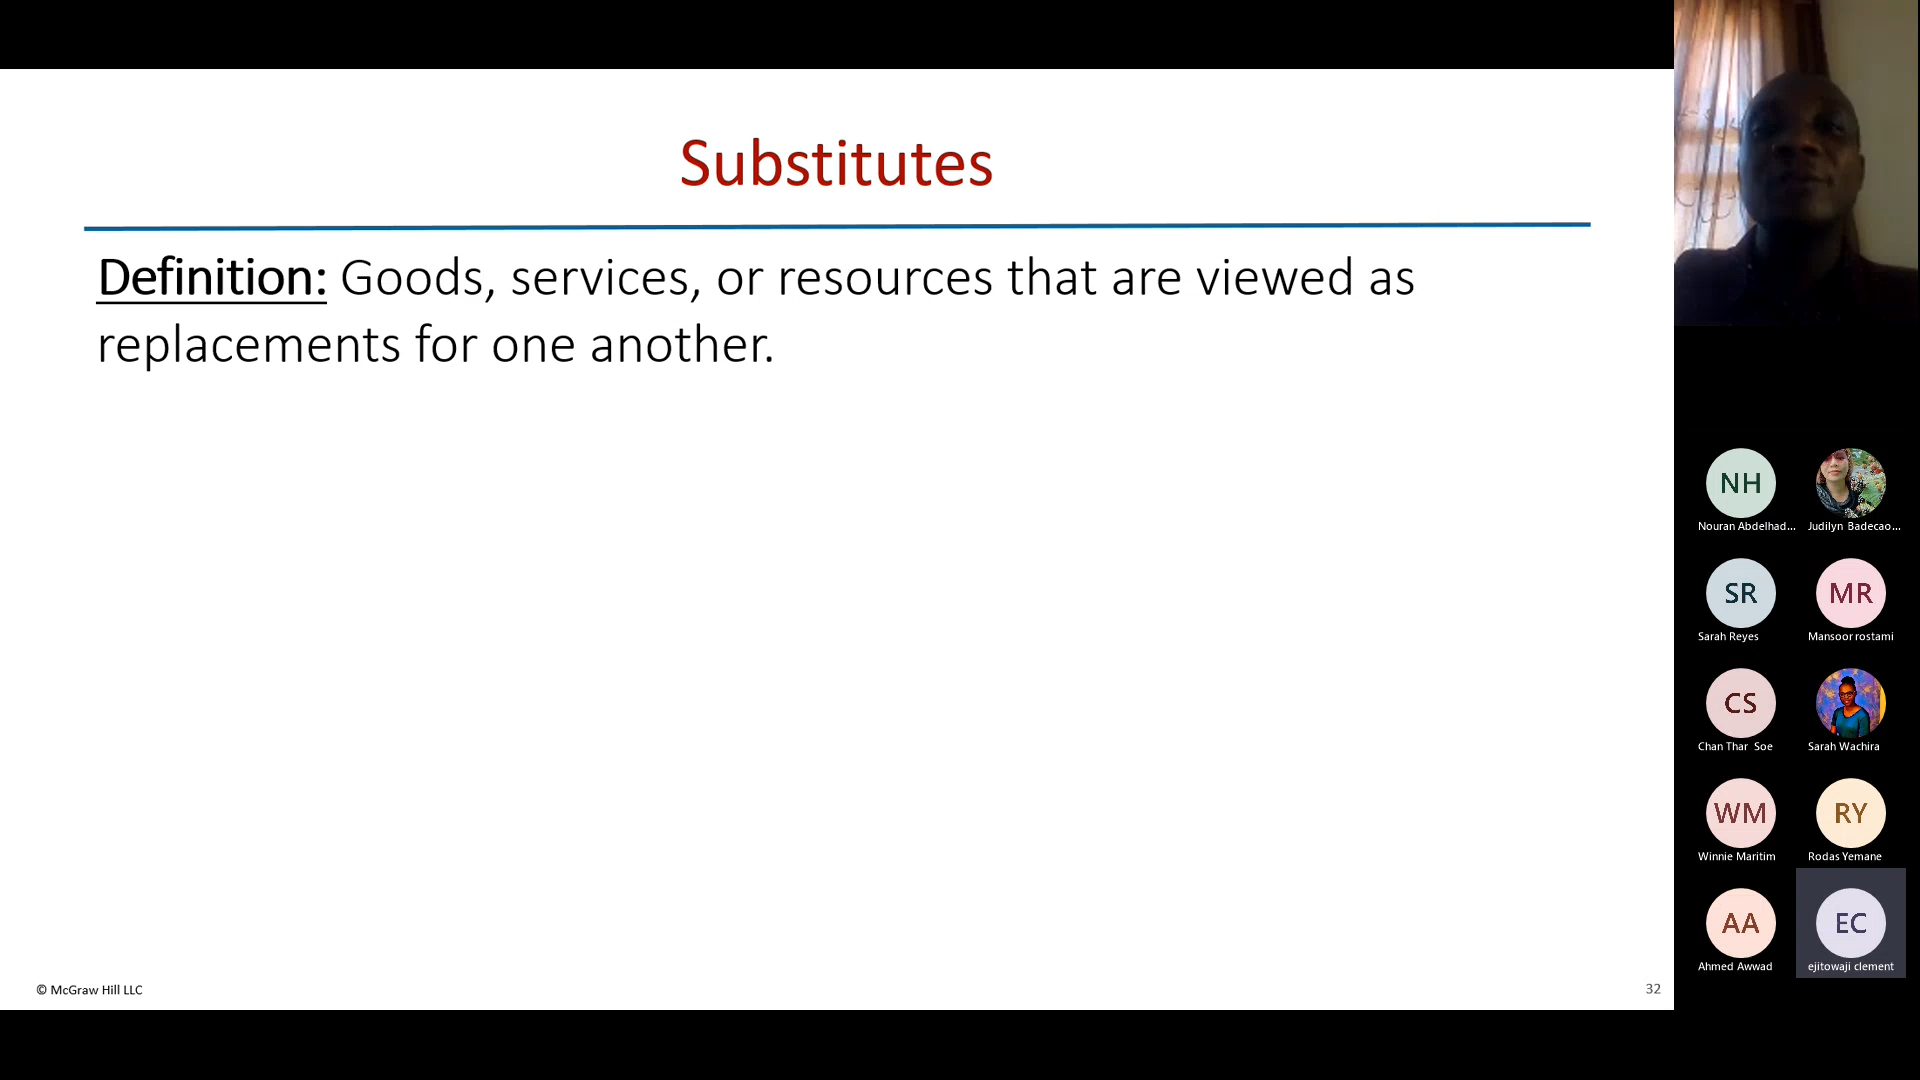 Substitutes
Definition: Goods, services, or resources that are viewed as
replacements for one another.
© McGraw Hill LLC
32
NH
Nouran Abdelhad...
Judilyn Badecao...
SR
Sarah Reyes
MR
Mansoor rostami
CS
Chan Thar Soe
Sarah Wachira
WM
Winnie Maritim
RY
Rodas Yemane
AA
Ahmed Awwad
EC
ejitowaji clement